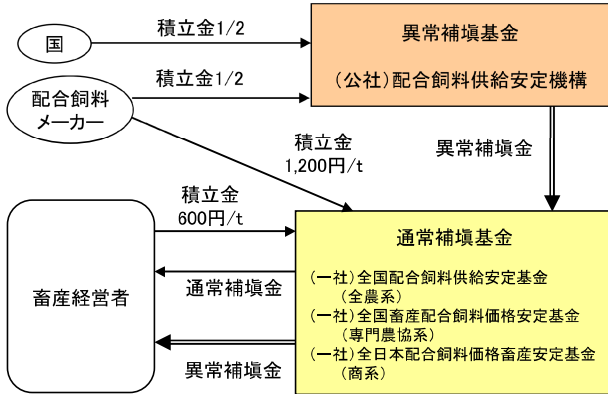 国
積立金1/2
異常補塡基金
(公社)配合飼料供給安定機構
積立金1/2
配合飼料
メーカー
積立金
1,200円/t
異常補塡金
積立金
600円/t
畜産経営者
通常補塡金
異常補塡金
通常補塡基金
(一社)全国配合飼料供給安定基金
(全農系)
(一社)全国畜産配合飼料価格安定基金
(専門農協系)
(一社)全日本配合飼料価格畜産安定基金
(商系)